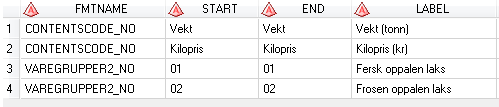 FMTNAME START END LABEL
1 CONTENTSCODE_NO Vekt Vekt Vekt (tonn)
2 CONTENTSCODE_NO Kilopris Kilopris Kilopris (kr)
3 VAREGRUPPER2_NO 01 01 Fersk oppalen laks
4 VAREGRUPPER2_NO 02 02 Frosen oppalen laks